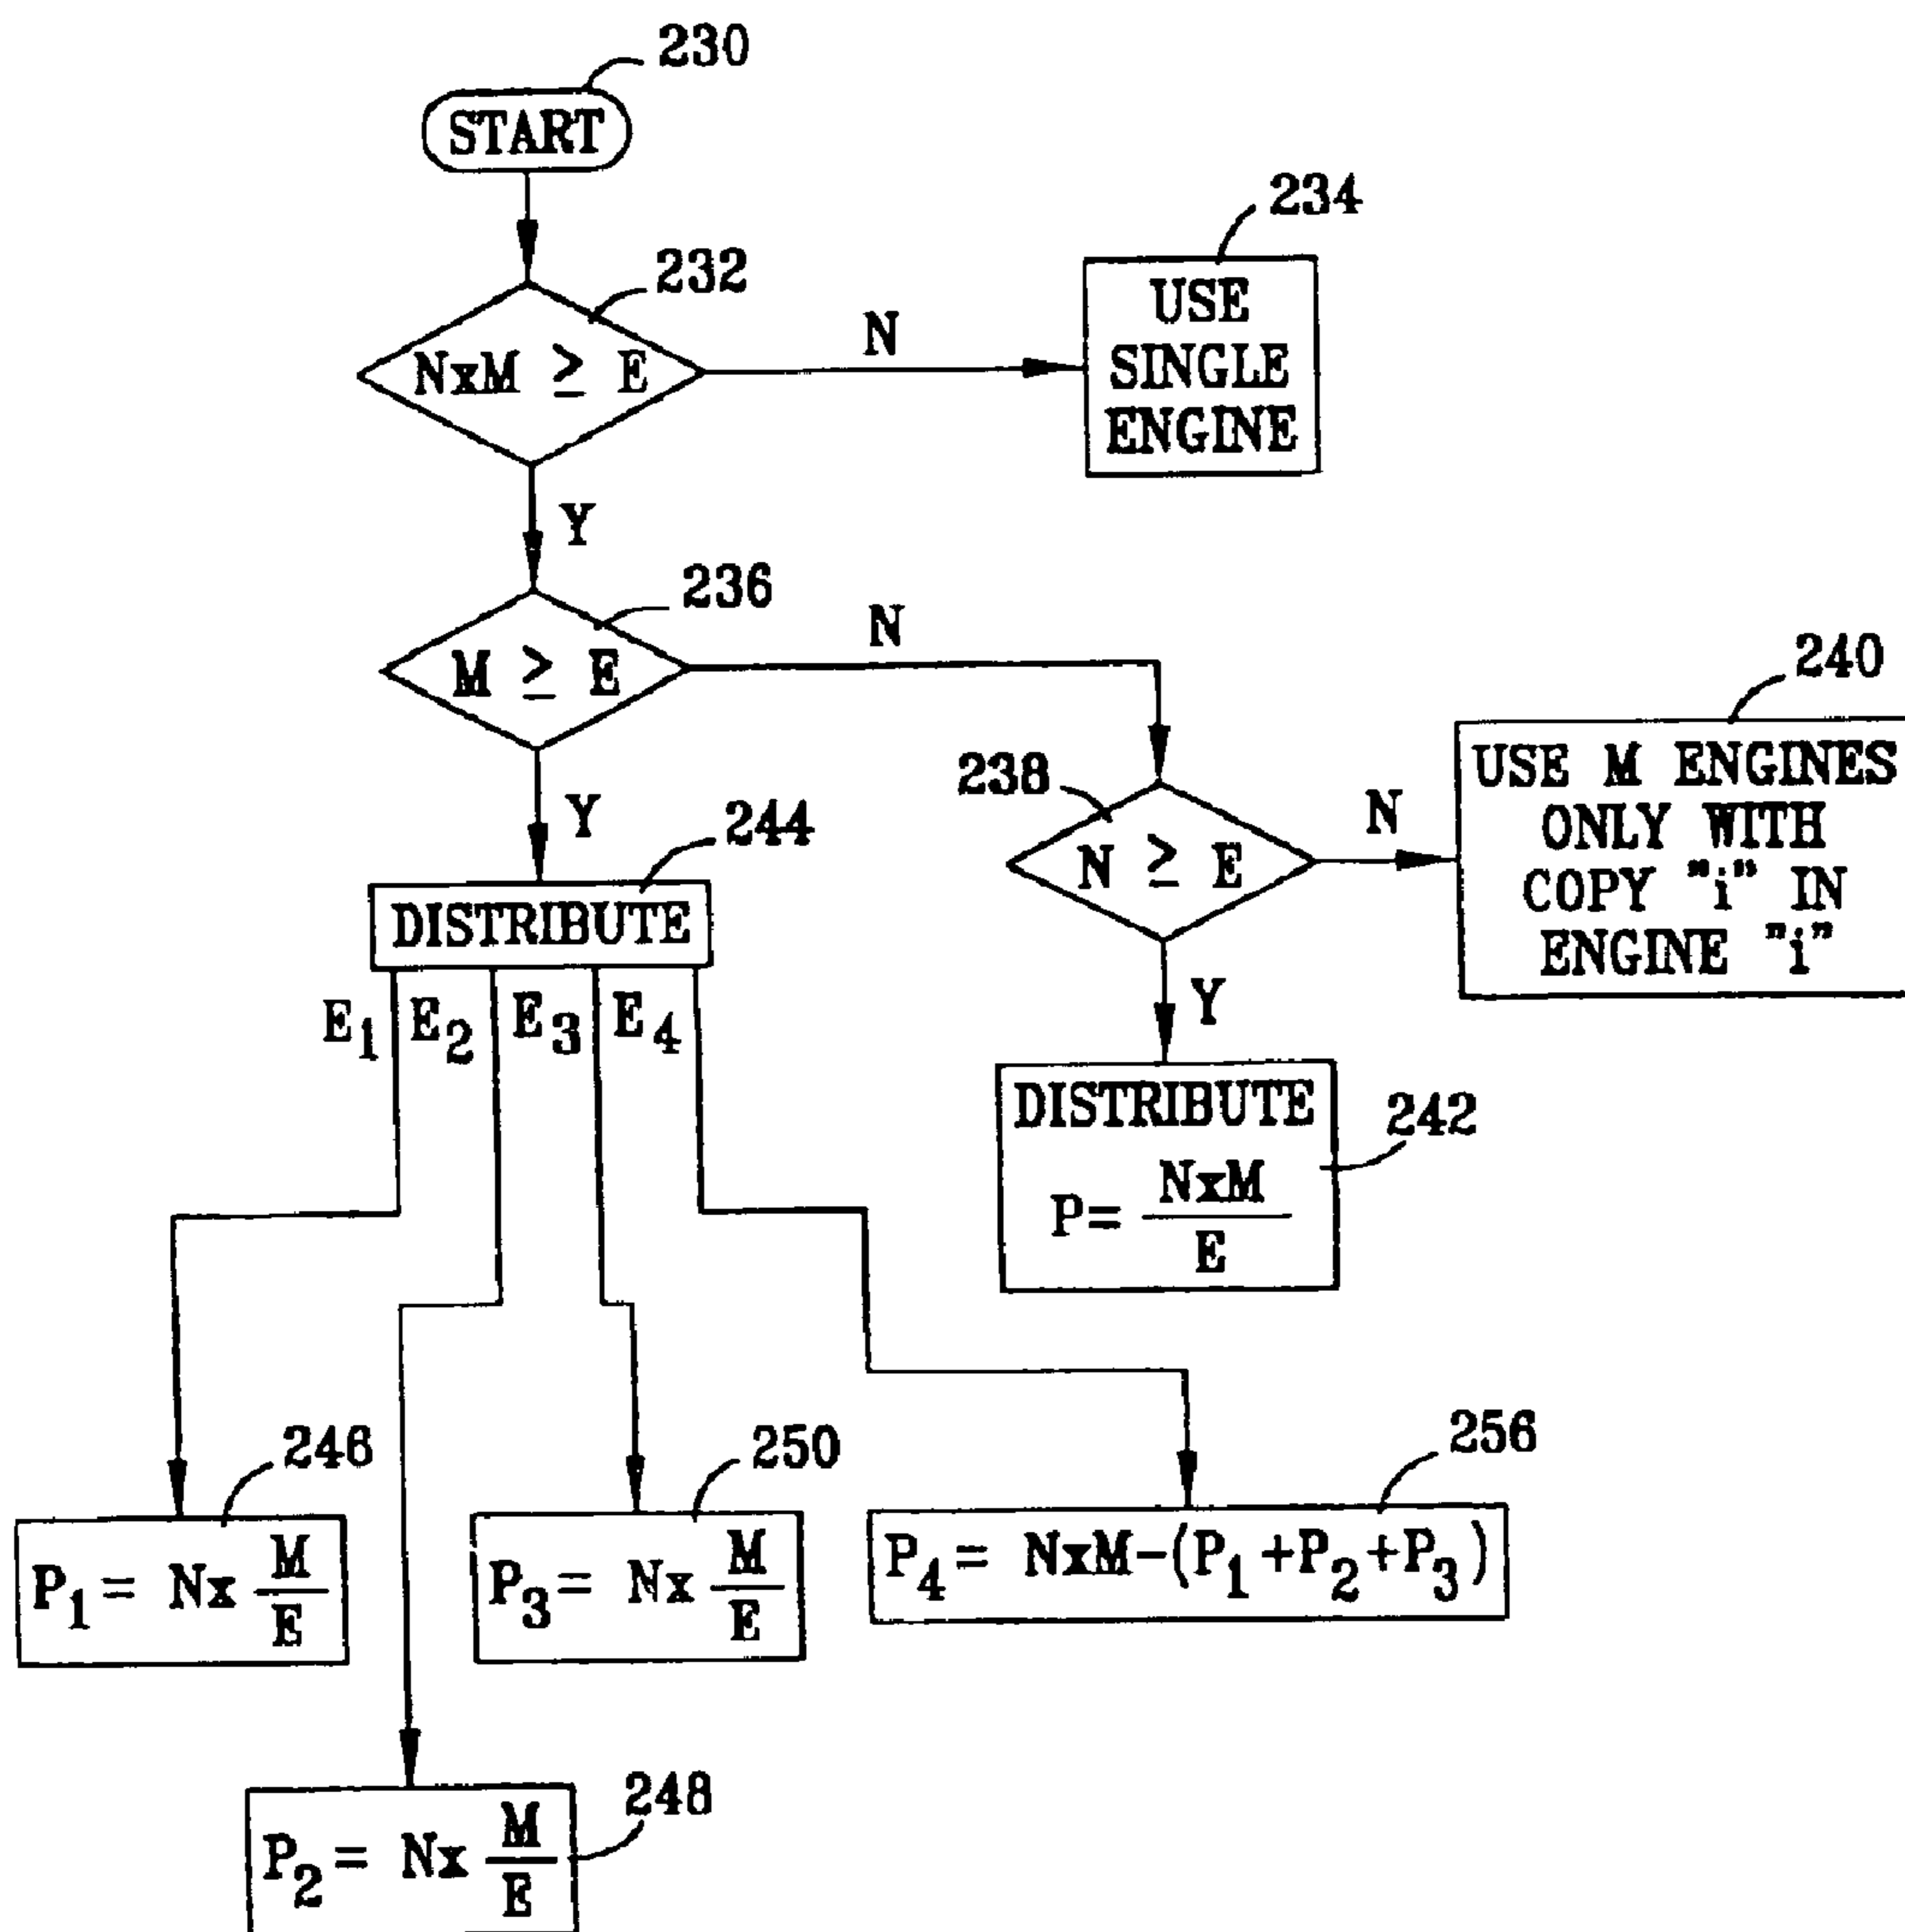 230
START
232
234
NxM ≥ E
N
USE
SINGLE
ENGINE
Y
236
M ≥ E
N
240
238
N ≥ E
N
USE M ENGINES
ONLY WITH
COPY "i" IN
ENGINE "i"
Y
244
DISTRIBUTE
E1 E2 E3 E4
Y
242
DISTRIBUTE
P= NxM
E
246
P1 = Nx M
E
250
P3 = Nx M
E
256
P4 = NxM-(P1+P2+P3)
248
P2 = Nx M
E